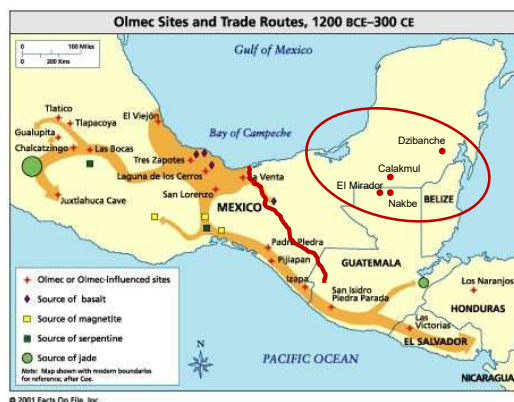 Olmec Sites and Trade Routes, 1200 BCE–300 CE
0 100 Miles
0 200 Kms
Gulf of Mexico
Tlatico
Tlapacoya
El Viejón
Gualupita
Chalcatzingo
Las Bocas
Bay of Campeche
Dzibanche
Tres Zapotes
Laguna de los Cerros
La Venta
Calakmul
El Mirador
San Lorenzo
Juxtlahuca Cave
MEXICO
Nakbe
BELIZE
Padre Piedra
GUATEMALA
Pijijiapan
Izapa
San Isidro
Piedra Parada
Los Naranjos
HONDURAS
Las
Victorias
EL SALVADOR
PACIFIC OCEAN
N
NICARAGUA
Olmec or Olmec-influenced sites
Source of basalt
Source of magnetite
Source of serpentine
Source of jade
Note: Map shown with modern boundaries
for reference; after Coe.
© 2001 Facts On File, Inc.